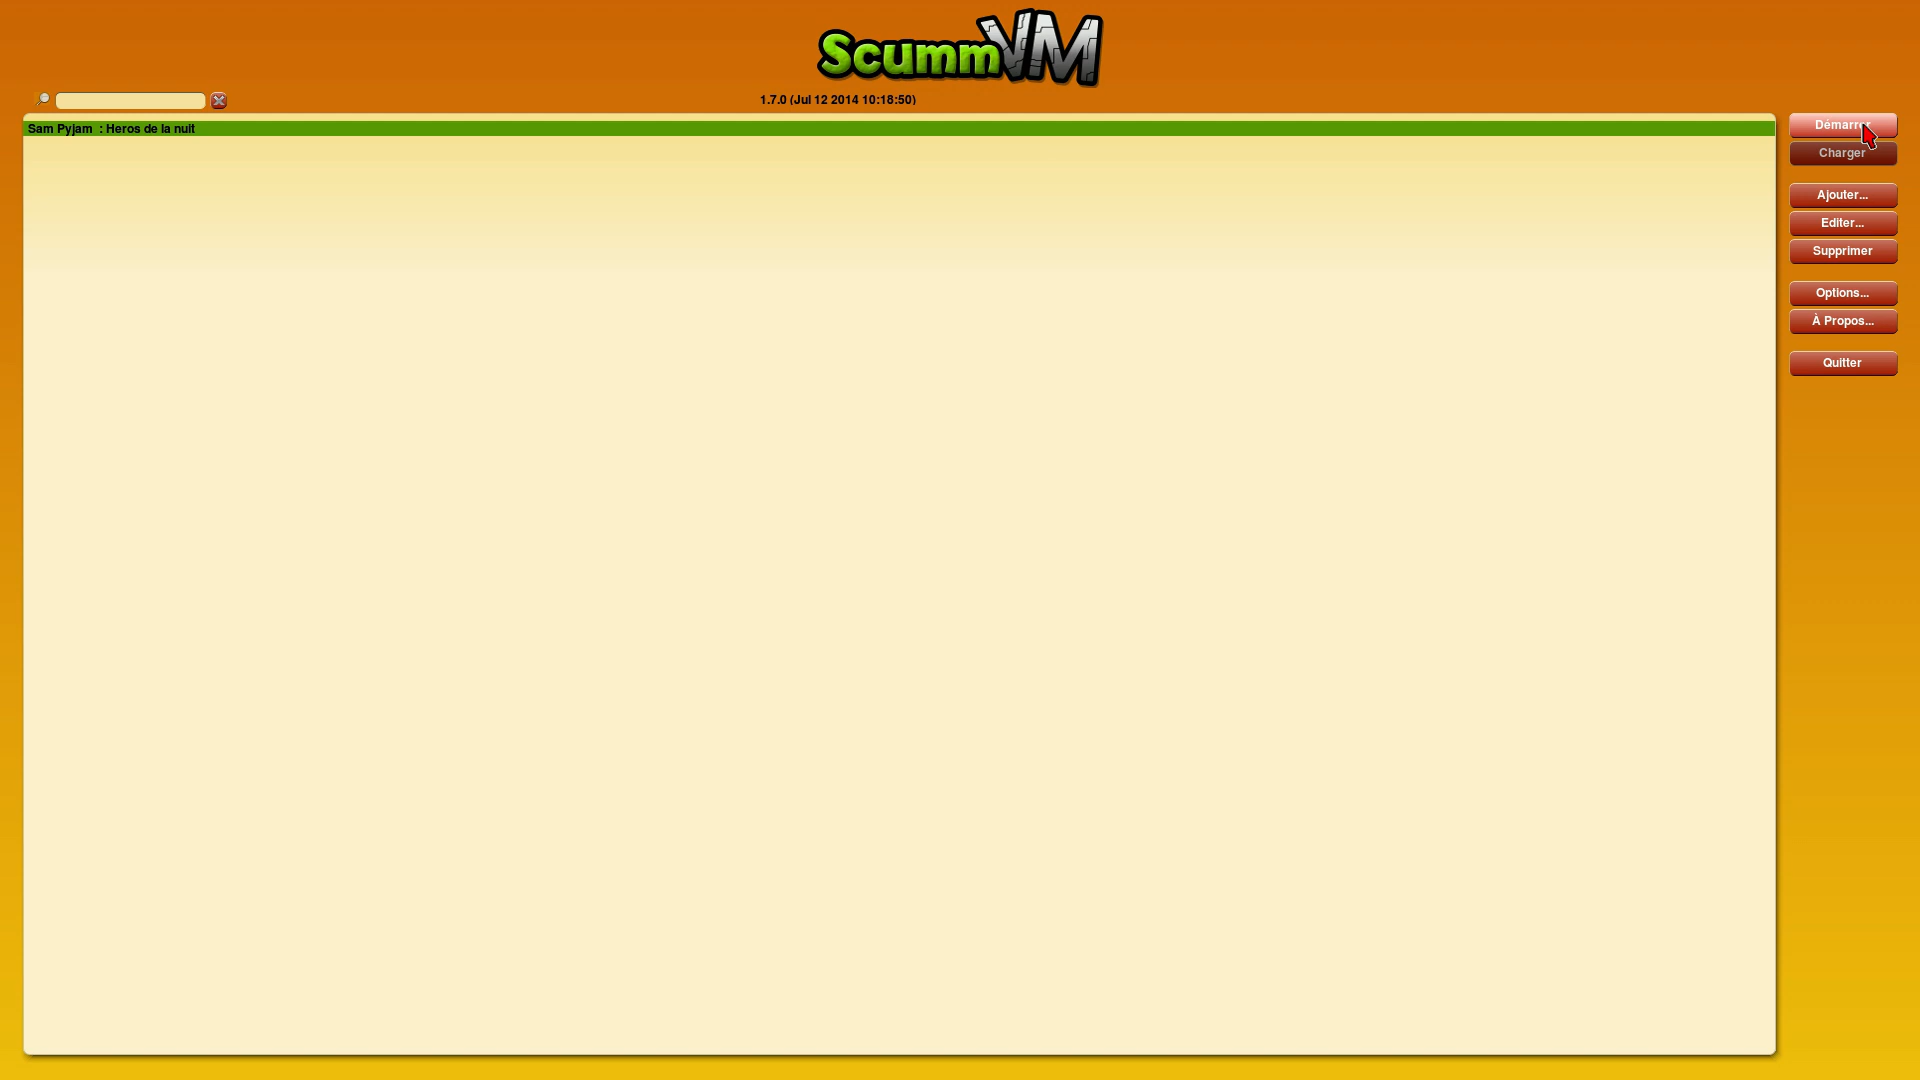 ScummVM
1.7.0 (Jul 12 2014 10:18:50)
Sam Pyjam  : Heros de la nuit
Démarrer
Charger
Ajouter...
Editer...
Supprimer
Options...
À Propos...
Quitter